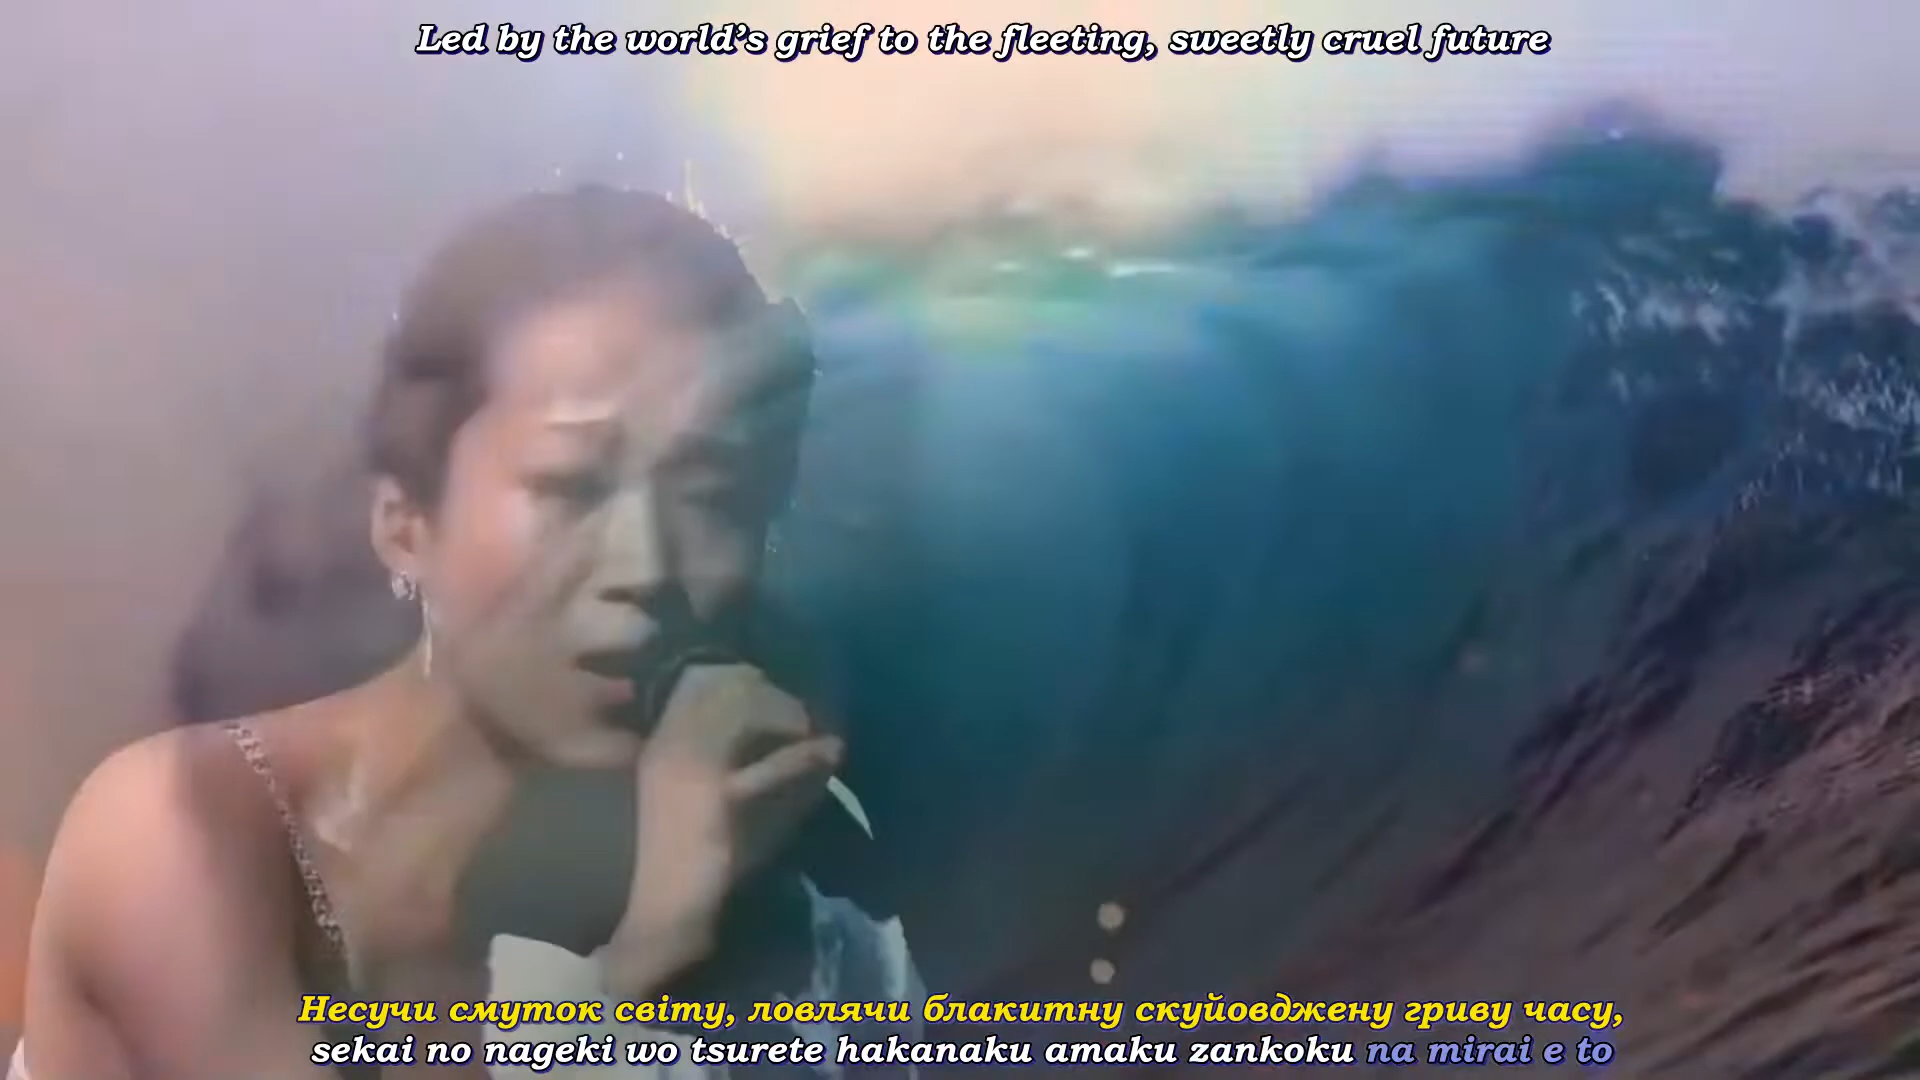 Led by the world’s grief to the fleeting, sweetly cruel future
Несучи смуток світу, ловлячи блакитну скуйовджену гриву часу,
sekai no nageki wo tsurete hakanaku amaku zankoku na mirai e to